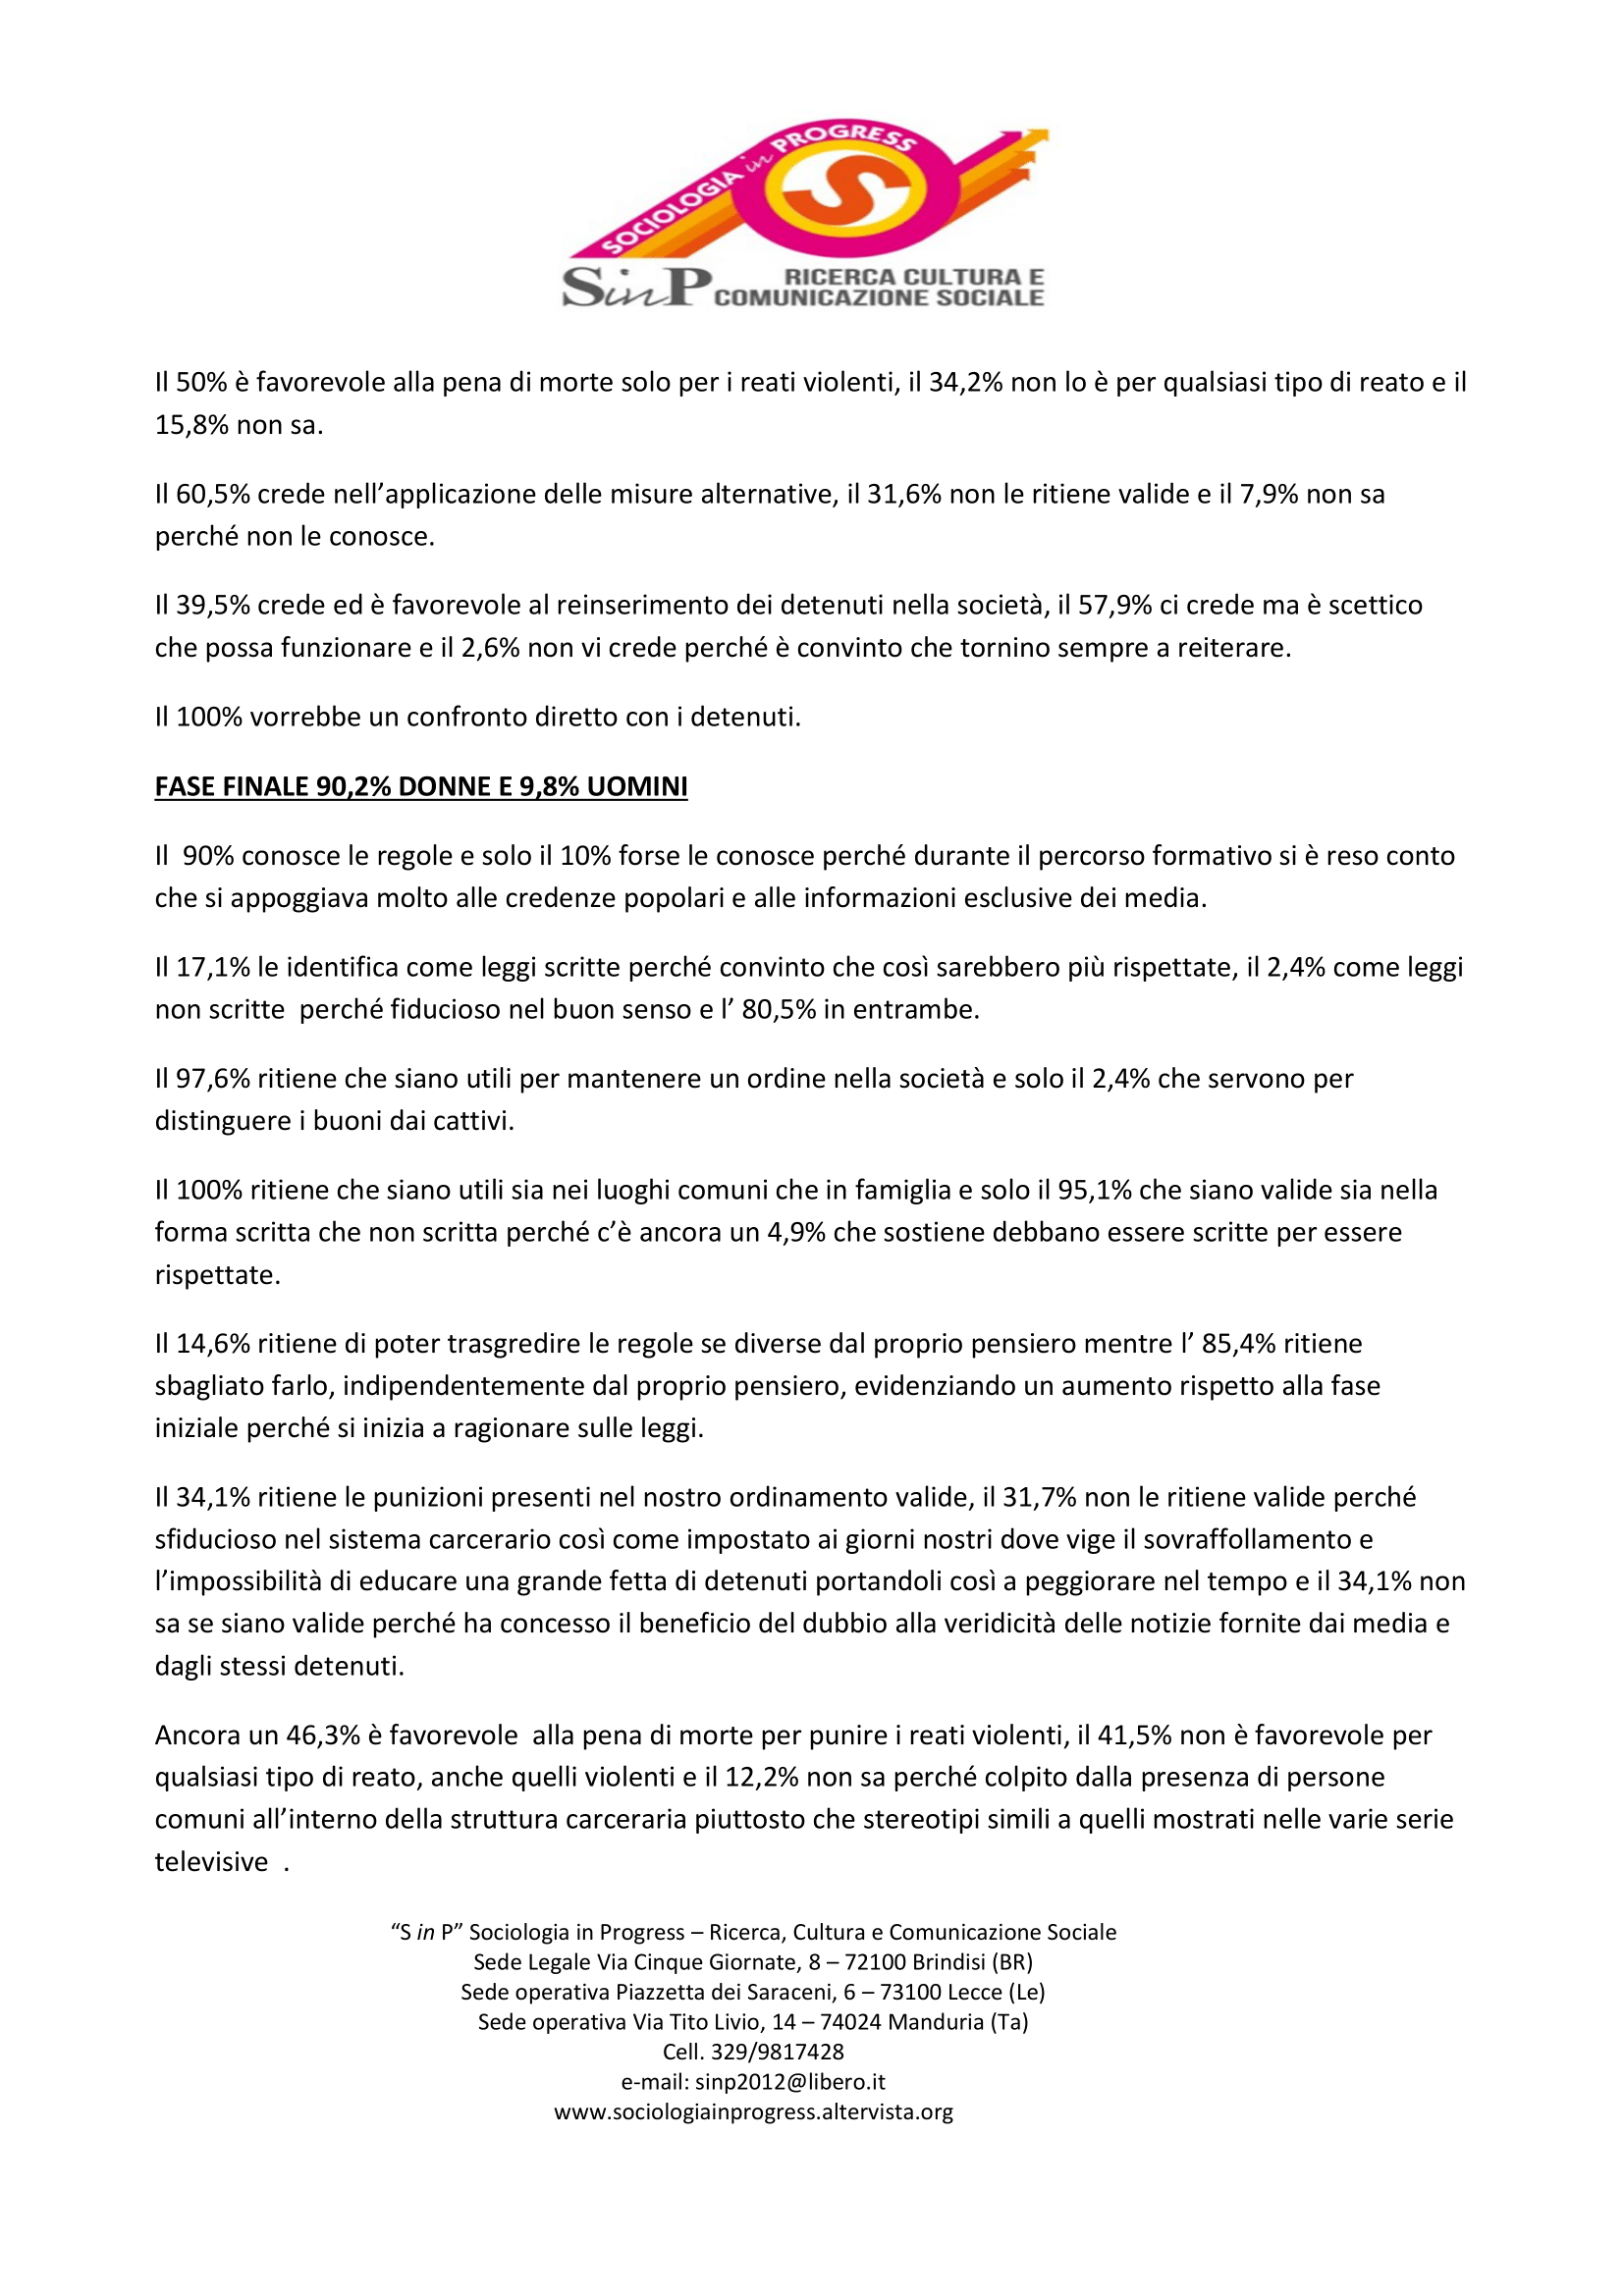 SOCIOLOGIA in PROGRESS
S
SinP RICERCA CULTURA E
COMUNICAZIONE SOCIALE
Il 50% è favorevole alla pena di morte solo per i reati violenti, il 34,2% non lo è per qualsiasi tipo di reato e il
15,8% non sa.
Il 60,5% crede nell’applicazione delle misure alternative, il 31,6% non le ritiene valide e il 7,9% non sa
perché non le conosce.
Il 39,5% crede ed è favorevole al reinserimento dei detenuti nella società, il 57,9% ci crede ma è scettico
che possa funzionare e il 2,6% non vi crede perché è convinto che tornino sempre a reiterare.
Il 100% vorrebbe un confronto diretto con i detenuti.
FASE FINALE 90,2% DONNE E 9,8% UOMINI
Il  90% conosce le regole e solo il 10% forse le conosce perché durante il percorso formativo si è reso conto
che si appoggiava molto alle credenze popolari e alle informazioni esclusive dei media.
Il 17,1% le identifica come leggi scritte perché convinto che così sarebbero più rispettate, il 2,4% come leggi
non scritte  perché fiducioso nel buon senso e l’ 80,5% in entrambe.
Il 97,6% ritiene che siano utili per mantenere un ordine nella società e solo il 2,4% che servono per
distinguere i buoni dai cattivi.
Il 100% ritiene che siano utili sia nei luoghi comuni che in famiglia e solo il 95,1% che siano valide sia nella
forma scritta che non scritta perché c’è ancora un 4,9% che sostiene debbano essere scritte per essere
rispettate.
Il 14,6% ritiene di poter trasgredire le regole se diverse dal proprio pensiero mentre l’ 85,4% ritiene
sbagliato farlo, indipendentemente dal proprio pensiero, evidenziando un aumento rispetto alla fase
iniziale perché si inizia a ragionare sulle leggi.
Il 34,1% ritiene le punizioni presenti nel nostro ordinamento valide, il 31,7% non le ritiene valide perché
sfiducioso nel sistema carcerario così come impostato ai giorni nostri dove vige il sovraffollamento e
l’impossibilità di educare una grande fetta di detenuti portandoli così a peggiorare nel tempo e il 34,1% non
sa se siano valide perché ha concesso il beneficio del dubbio alla veridicità delle notizie fornite dai media e
dagli stessi detenuti.
Ancora un 46,3% è favorevole  alla pena di morte per punire i reati violenti, il 41,5% non è favorevole per
qualsiasi tipo di reato, anche quelli violenti e il 12,2% non sa perché colpito dalla presenza di persone
comuni all’interno della struttura carceraria piuttosto che stereotipi simili a quelli mostrati nelle varie serie
televisive  .
“S in P” Sociologia in Progress – Ricerca, Cultura e Comunicazione Sociale
Sede Legale Via Cinque Giornate, 8 – 72100 Brindisi (BR)
Sede operativa Piazzetta dei Saraceni, 6 – 73100 Lecce (Le)
Sede operativa Via Tito Livio, 14 – 74024 Manduria (Ta)
Cell. 329/9817428
e-mail: sinp2012@libero.it
www.sociologiainprogress.altervista.org